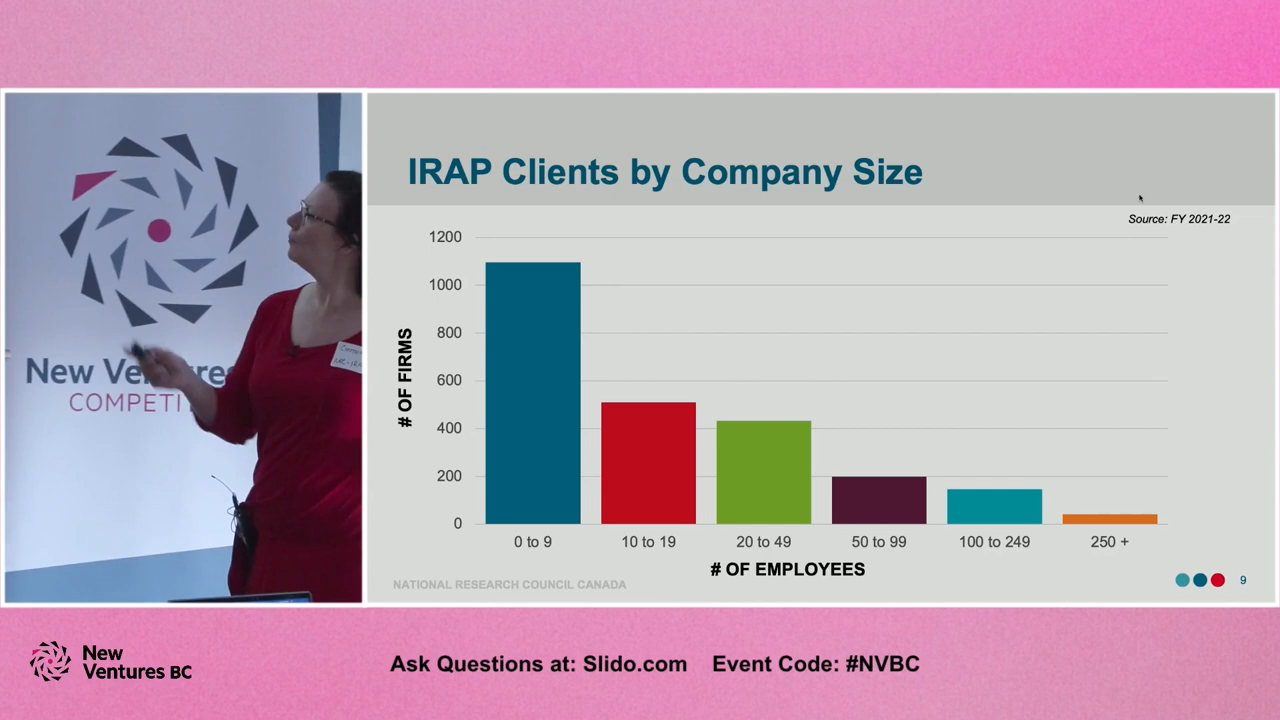 IRAP Clients by Company Size
Source: FY 2021-22
1200
1000
800
600
400
200
0
# OF FIRMS
0 to 9
10 to 19
20 to 49
50 to 99
100 to 249
250 +
# OF EMPLOYEES
NATIONAL RESEARCH COUNCIL CANADA
9
New
COMPETI
New
Ventures BC
Ask Questions at: Slido.com
Event Code: #NVBC